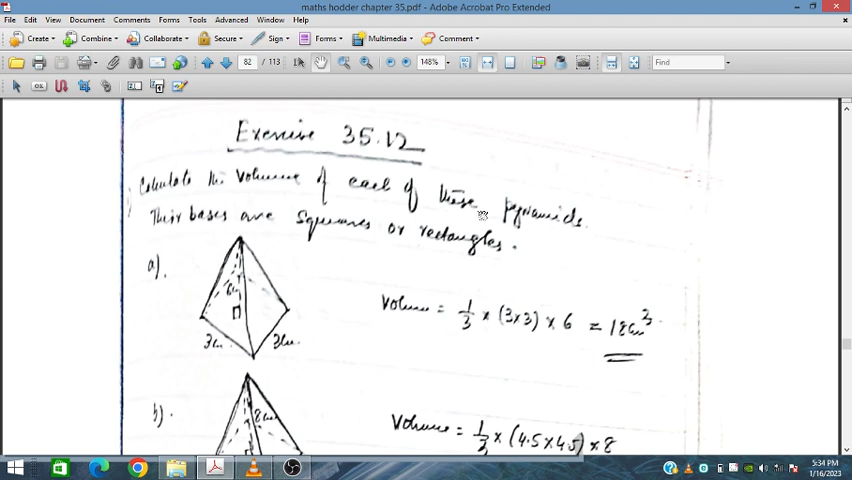 maths hodder chapter 35.pdf - Adobe Acrobat Pro Extended
File Edit View Document Comments Forms Tools Advanced Window Help
Create Combine Collaborate Secure Sign Forms Multimedia Comment
82 / 113 148% Find
Exercise 35.12
Calculate the volume of each of these pyramids.
Their bases are squares or rectangles.
a).
6cm
3cm 3cm
Volume = 1/3 × (3×3) × 6 = 18cm³
b).
8cm
Volume = 1/3 × (4.5×4.5) × 8
5:34 PM
1/16/2023